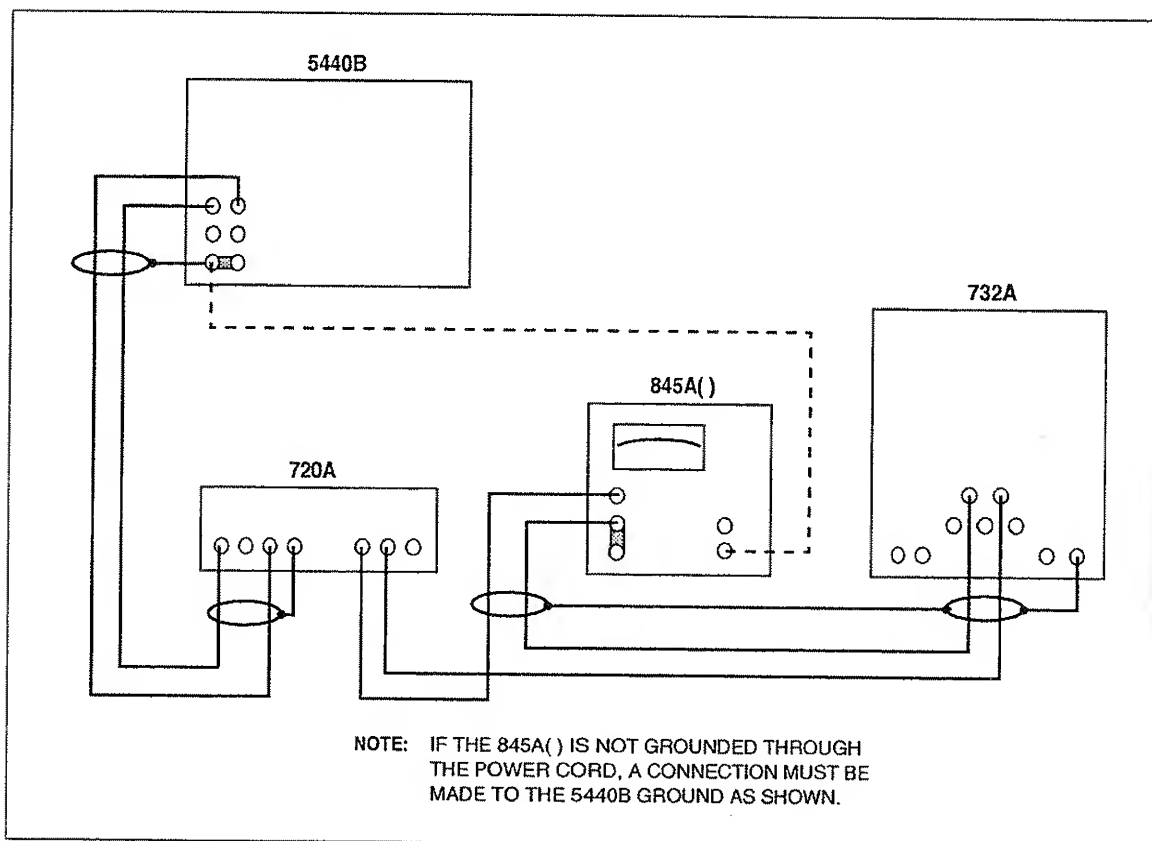 5440B
732A
845A( )
720A
NOTE: IF THE 845A( ) IS NOT GROUNDED THROUGH
THE POWER CORD, A CONNECTION MUST BE
MADE TO THE 5440B GROUND AS SHOWN.